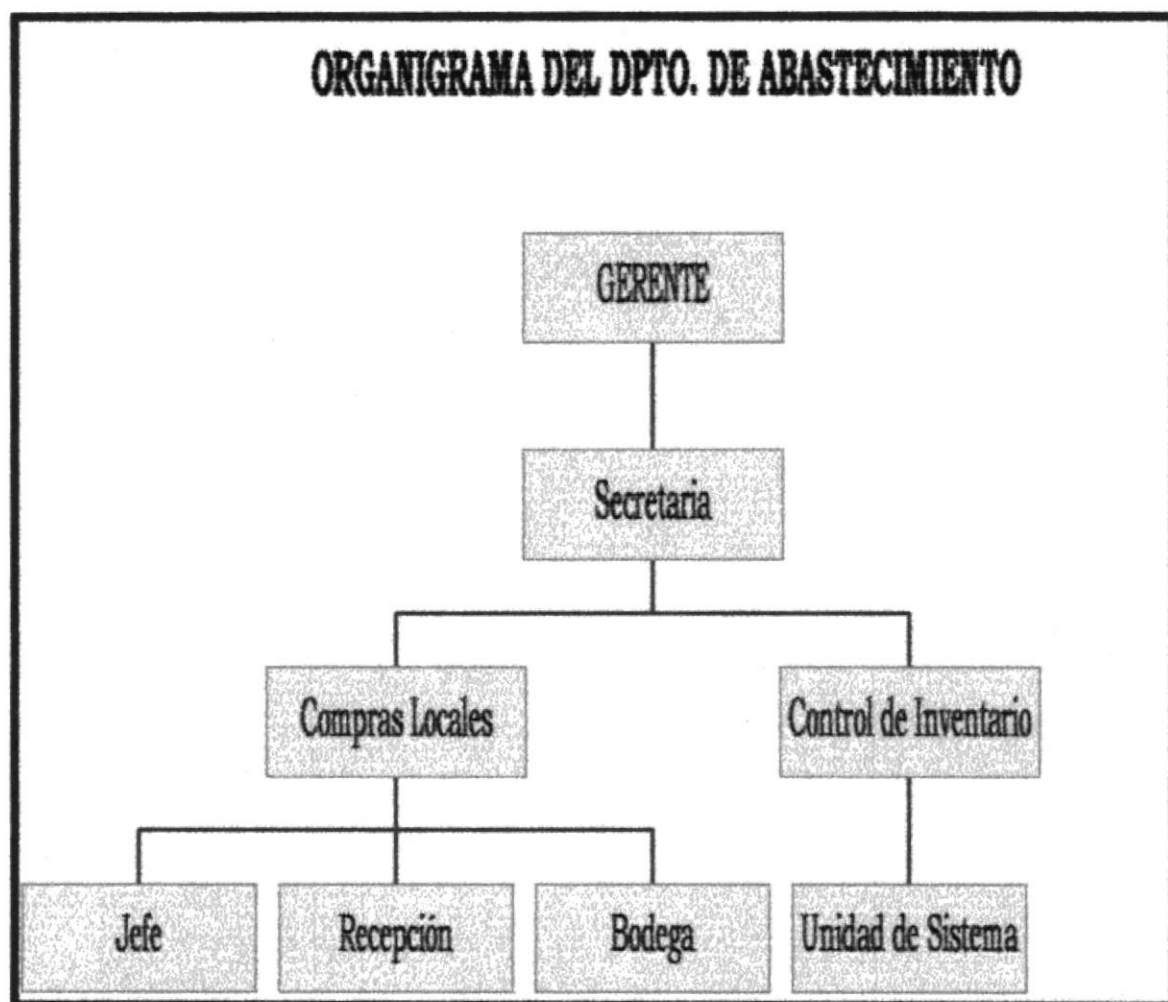 ORGANIGRAMA DEL DPTO. DE ABASTECIMIENTO
GERENTE
Secretaria
Compras Locales
Control de Inventario
Jefe
Recepción
Bodega
Unidad de Sistema